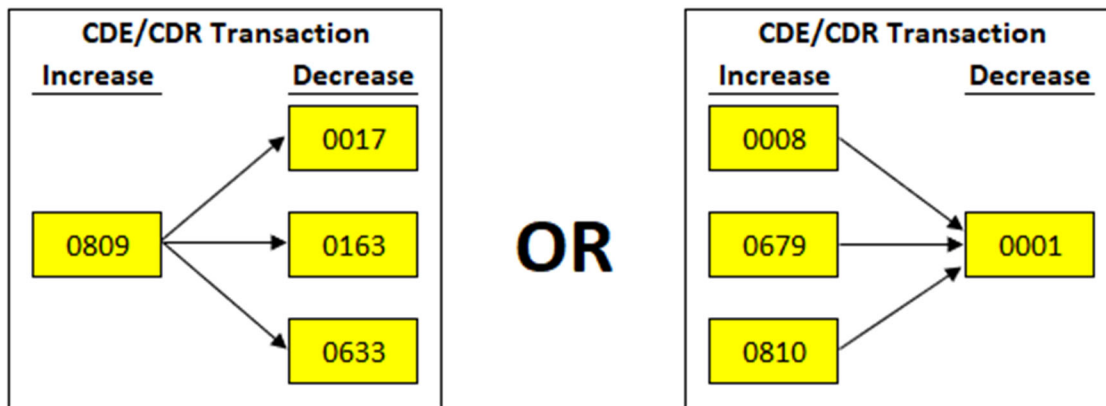 CDE/CDR Transaction
Increase Decrease
0017
0809 0163
0633
OR
CDE/CDR Transaction
Increase Decrease
0008
0679 0001
0810